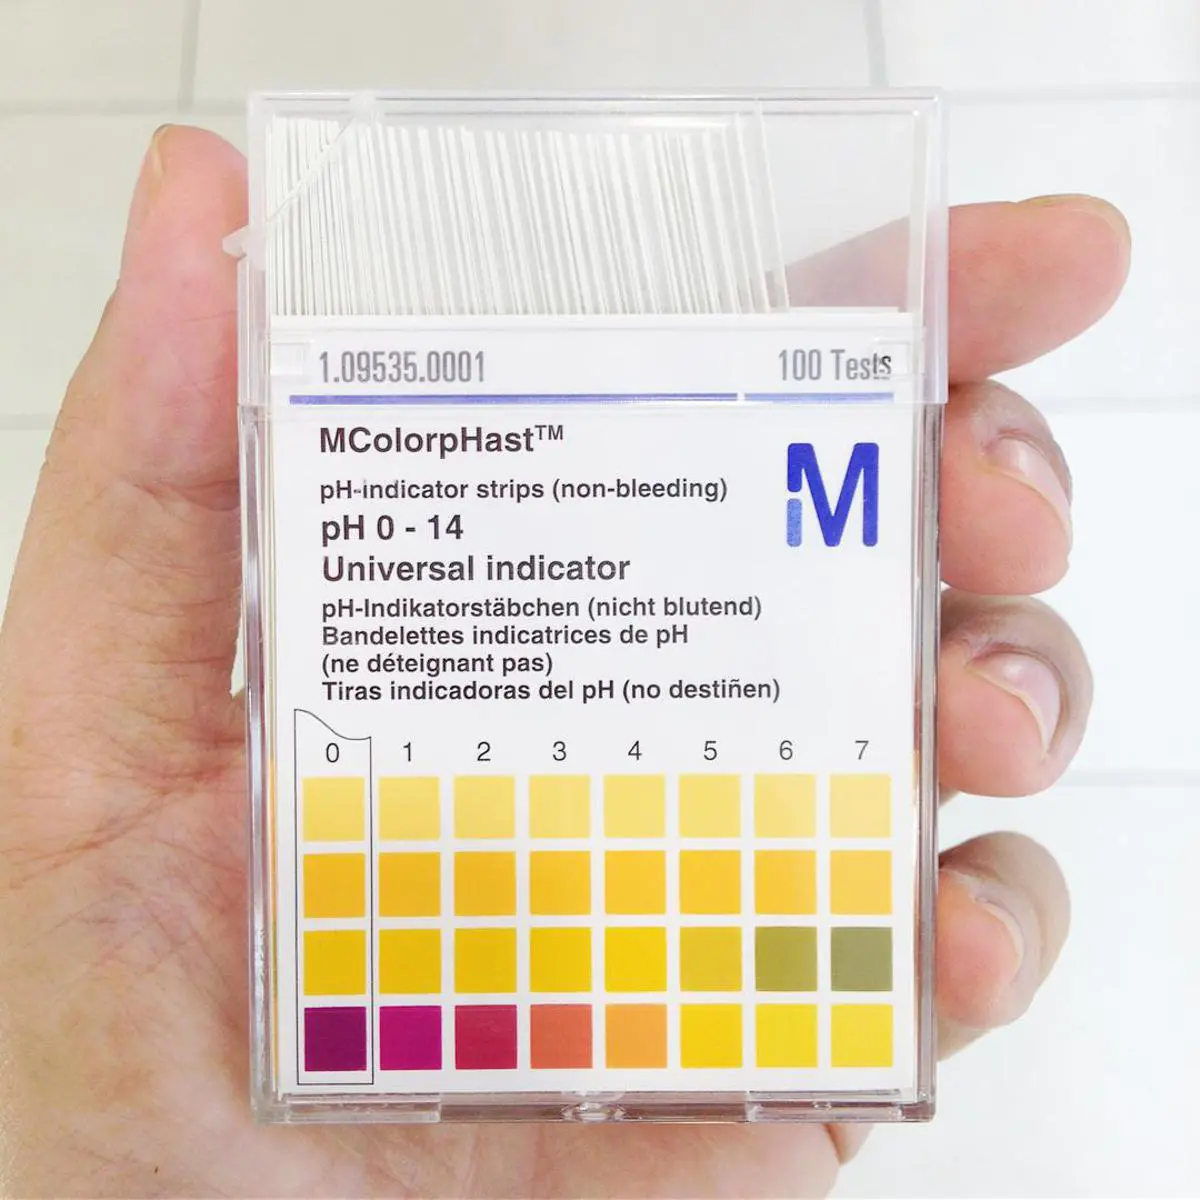 1.09535.0001 100 Tests
MColorpHast™
pH-indicator strips (non-bleeding)
M
pH 0 - 14
Universal indicator
pH-Indikatorstäbchen (nicht blutend)
Bandelettes indicatrices de pH
(ne déteignant pas)
Tiras indicadoras del pH (no destiñen)
0 1 2 3 4 5 6 7